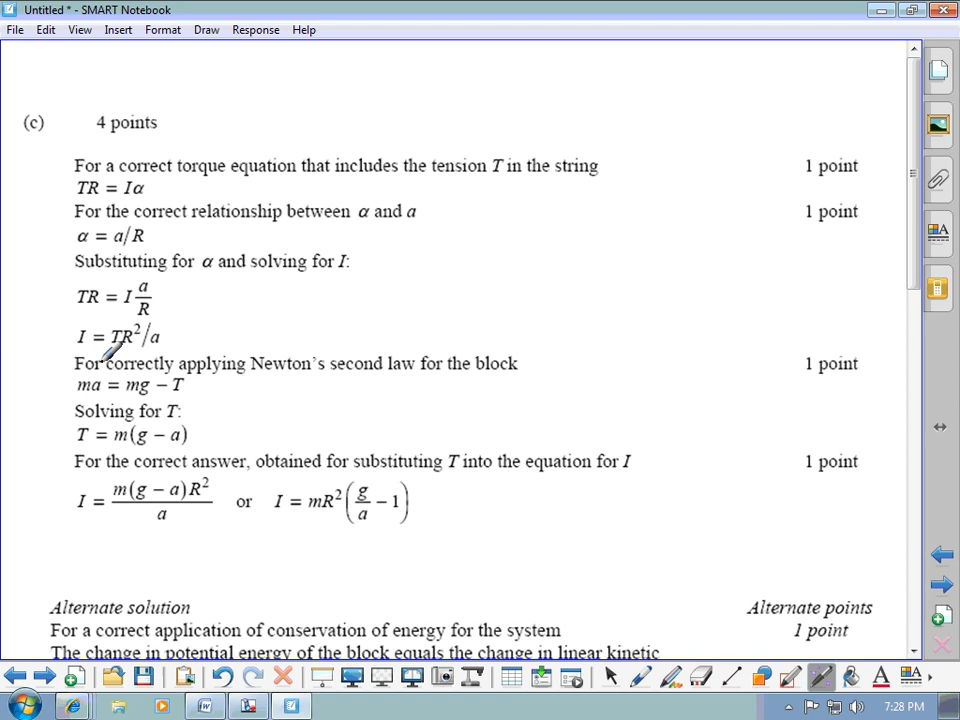 Untitled * - SMART Notebook
File Edit View Insert Format Draw Response Help
(c) 4 points
For a correct torque equation that includes the tension T in the string 1 point
TR = Iα
For the correct relationship between α and a 1 point
α = a/R
Substituting for α and solving for I:
TR = I a/R
I = TR²/a
For correctly applying Newton's second law for the block 1 point
ma = mg − T
Solving for T:
T = m(g − a)
For the correct answer, obtained for substituting T into the equation for I 1 point
I = m(g − a)R²/a or I = mR²(g/a − 1)
Alternate solution Alternate points
For a correct application of conservation of energy for the system 1 point
The change in potential energy of the block equals the change in linear kinetic
7:28 PM